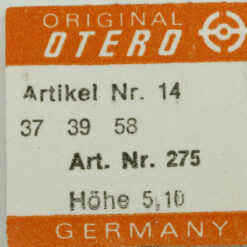 ORIGINAL
OTERO
Artikel Nr. 14
37 39 58
Art. Nr. 275
Höhe 5,10
GERMANY